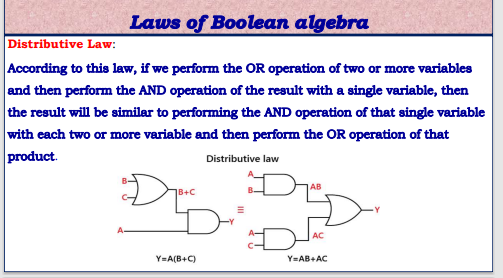 Laws of Boolean algebra
Distributive Law:
According to this law, if we perform the OR operation of two or more variables
and then perform the AND operation of the result with a single variable, then
the result will be similar to performing the AND operation of that single variable
with each two or more variable and then perform the OR operation of that
product.
Distributive law
B
C
B+C
A
Y
≡
A
B
AB
A
C
AC
Y
Y=A(B+C)
Y=AB+AC